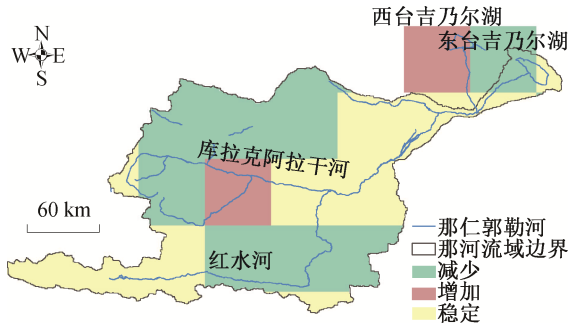 西台吉乃尔湖
东台吉乃尔湖
N
W E
S
库拉克阿拉干河
60 km
红水河
那仁郭勒河
那河流域边界
减少
增加
稳定